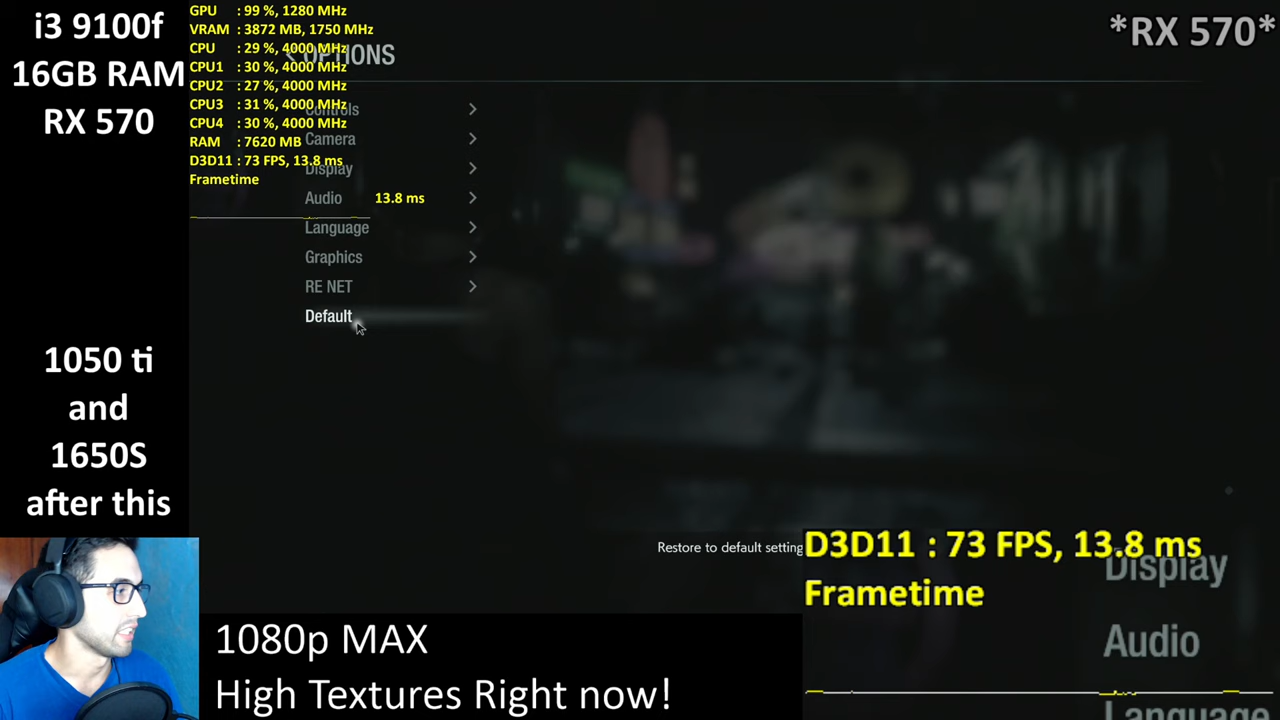 i3 9100f
16GB RAM
RX 570
GPU : 99 %, 1280 MHz
VRAM : 3872 MB, 1750 MHz
CPU : 29 %, 4000 MHz
CPU1 : 30 %, 4000 MHz
CPU2 : 27 %, 4000 MHz
CPU3 : 31 %, 4000 MHz
CPU4 : 30 %, 4000 MHz
RAM : 7620 MB
D3D11 : 73 FPS, 13.8 ms
Frametime
13.8 ms
*RX 570*
< OPTIONS
Controls
Camera
Display
Audio
Language
Graphics
RE NET
Default
1050 ti
and
1650S
after this
Restore to default setting
D3D11 : 73 FPS, 13.8 ms
Frametime
Display
Audio
Language
1080p MAX
High Textures Right now!